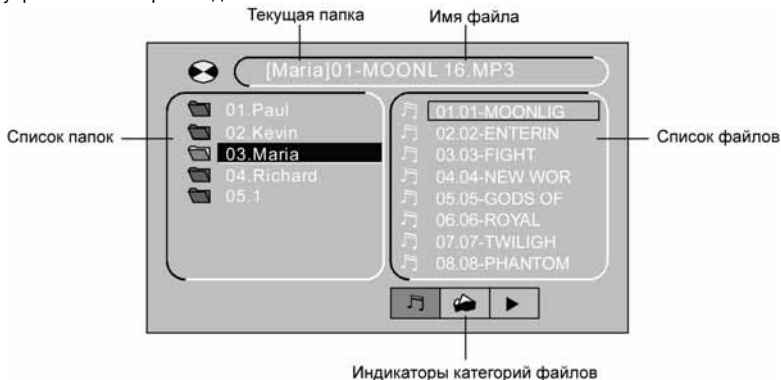 Текущая папка
Имя файла
[Maria]01-MOONL 16.MP3
Список папок
01.Paul
02.Kevin
03.Maria
04.Richard
05.1
01.01-MOONLIG
02.02-ENTERIN
03.03-FIGHT
04.04-NEW WOR
05.05-GODS OF
06.06-ROYAL
07.07-TWILIGH
08.08-PHANTOM
Список файлов
Индикаторы категорий файлов